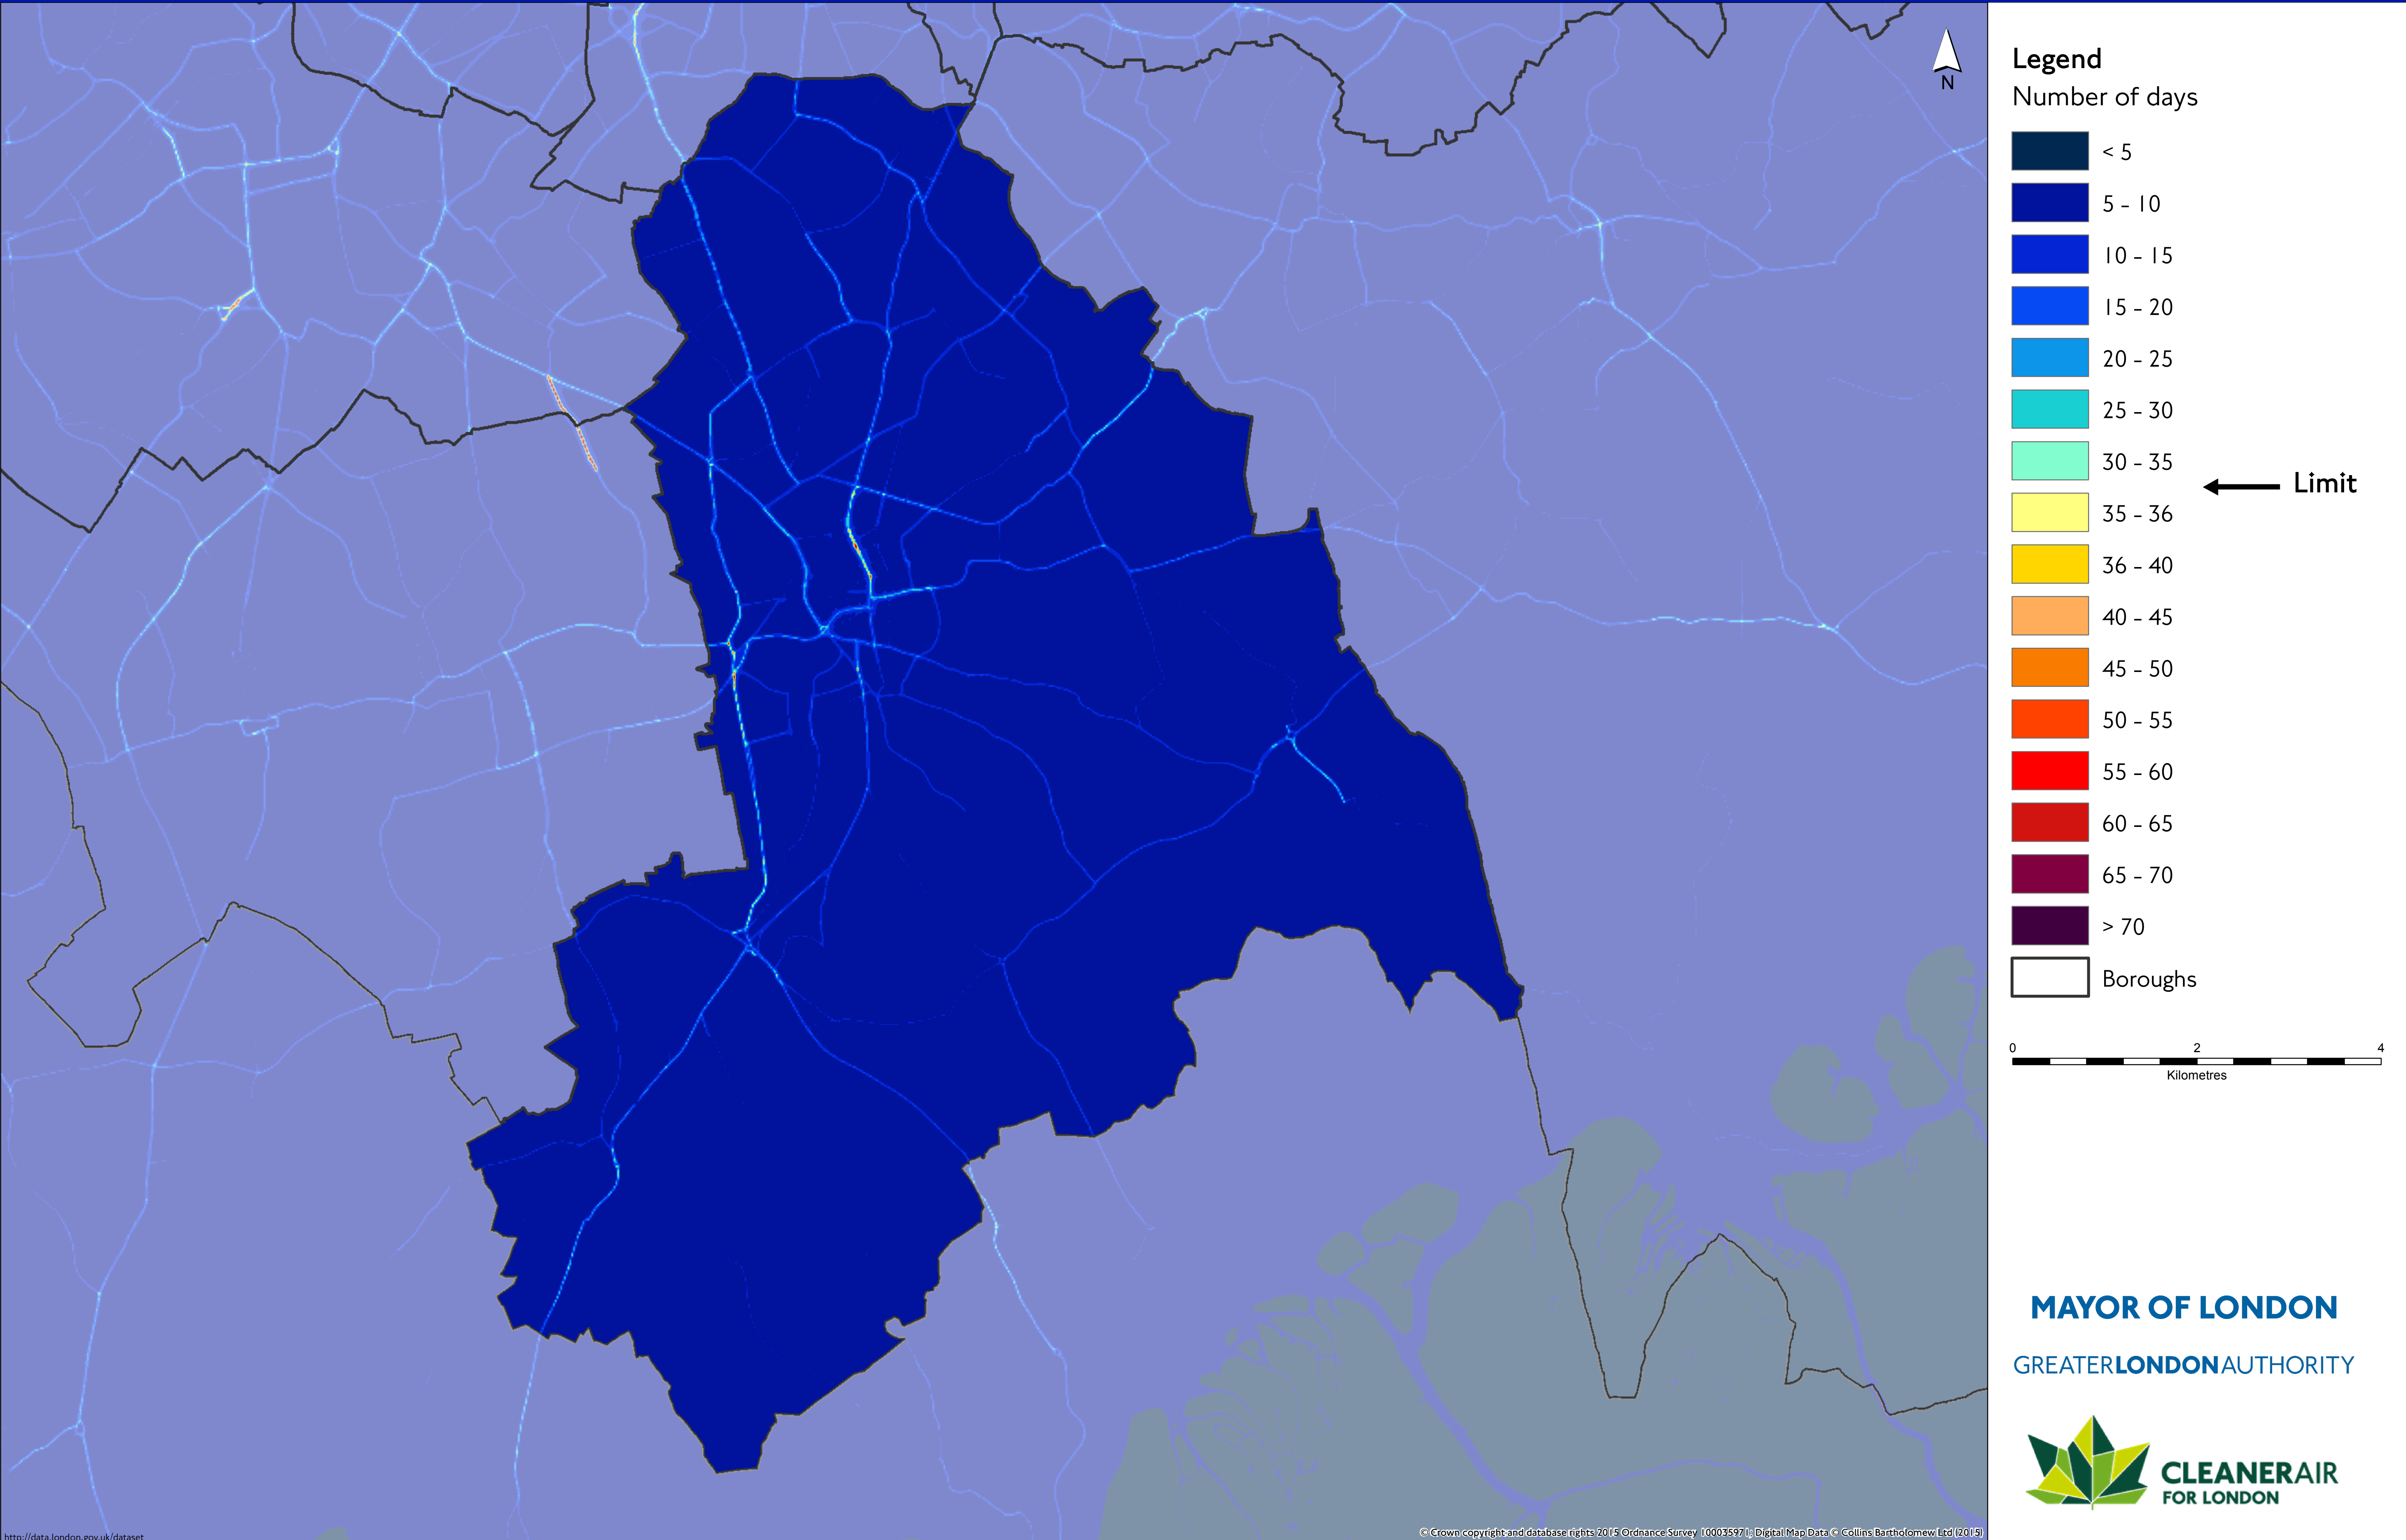 N
Legend
Number of days
< 5
5 - 10
10 - 15
15 - 20
20 - 25
25 - 30
30 - 35
Limit
35 - 36
36 - 40
40 - 45
45 - 50
50 - 55
55 - 60
60 - 65
65 - 70
> 70
Boroughs
0 2 4
Kilometres
MAYOR OF LONDON
GREATERLONDONAUTHORITY
CLEANERAIR
FOR LONDON
http://data.london.gov.uk/dataset
© Crown copyright and database rights 2015 Ordnance Survey 100035971; Digital Map Data © Collins Bartholomew Ltd (2015)